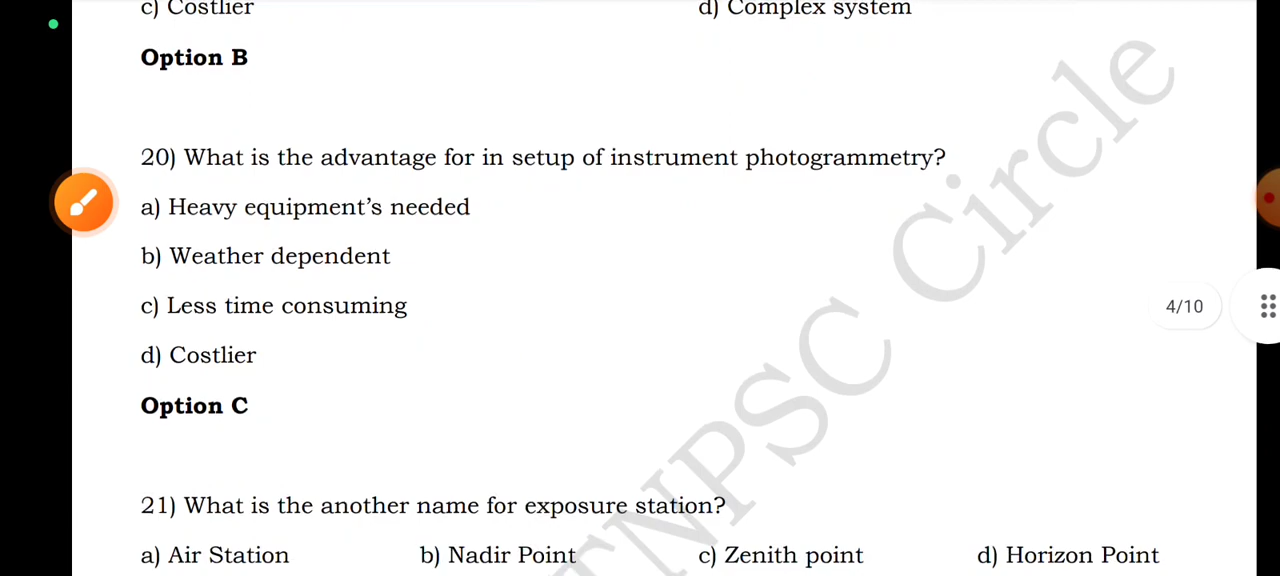 c) Costlier d) Complex system
Option B
20) What is the advantage for in setup of instrument photogrammetry?
a) Heavy equipment’s needed
b) Weather dependent
c) Less time consuming
4/10
d) Costlier
Option C
21) What is the another name for exposure station?
a) Air Station b) Nadir Point c) Zenith point d) Horizon Point
TNPSC Circle